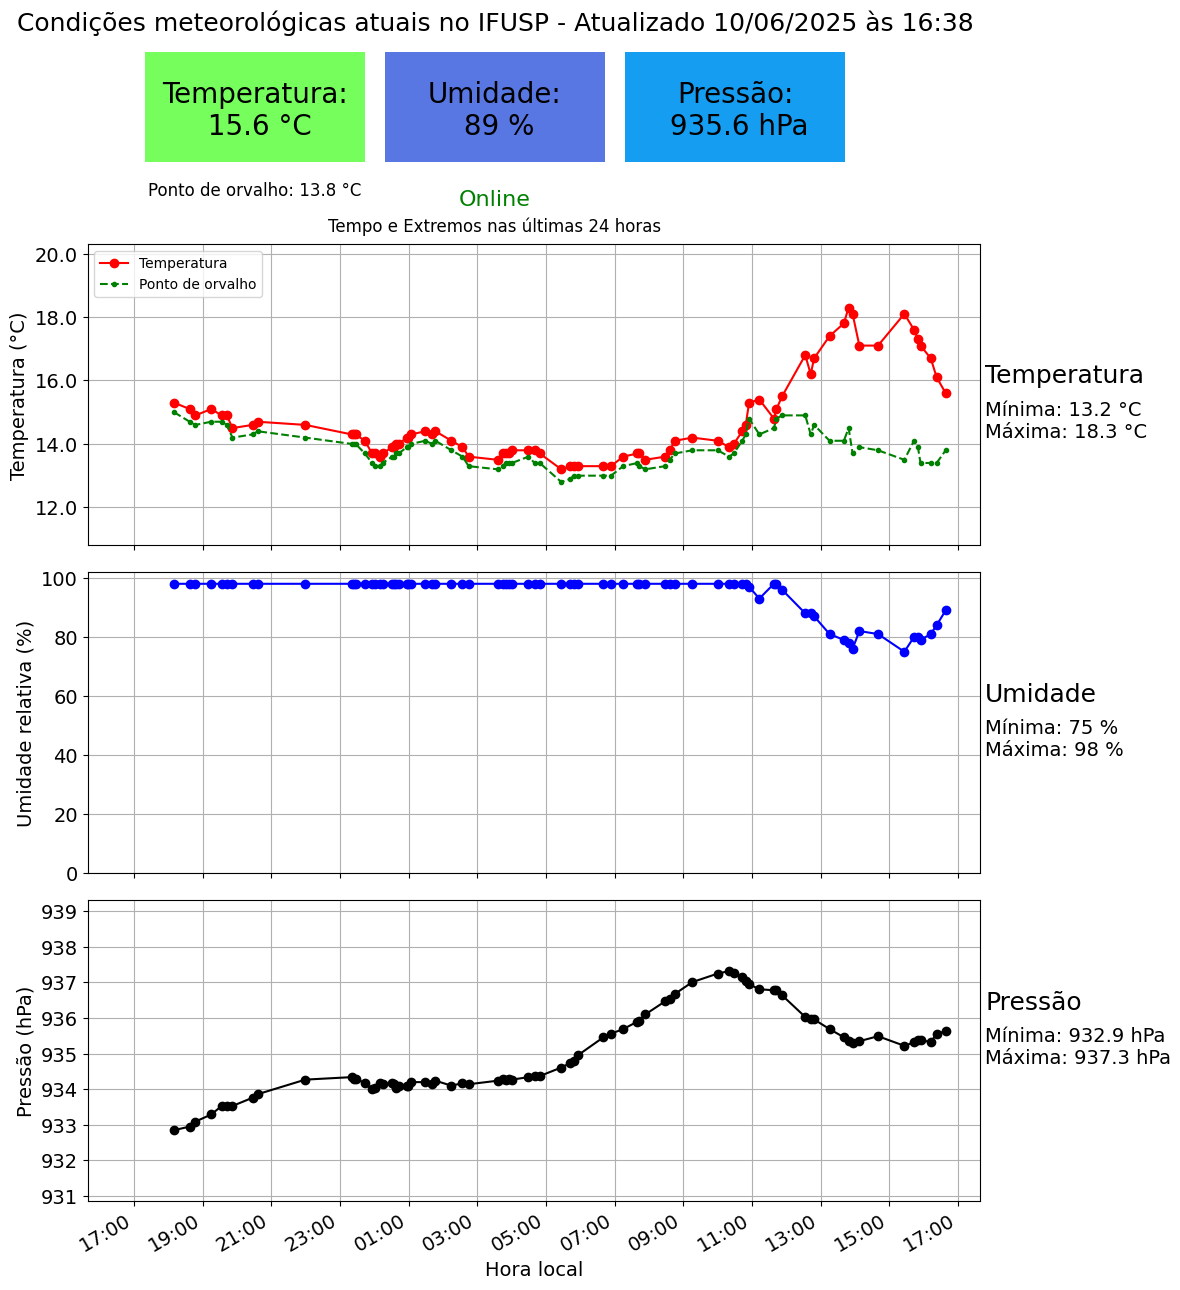 Condições meteorológicas atuais no IFUSP - Atualizado 10/06/2025 às 16:38
Temperatura:
15.6 °C
Umidade:
89 %
Pressão:
935.6 hPa
Ponto de orvalho: 13.8 °C
Online
Tempo e Extremos nas últimas 24 horas
Temperatura (°C)
20.0
18.0
16.0
14.0
12.0
Temperatura
Ponto de orvalho
Temperatura
Mínima: 13.2 °C
Máxima: 18.3 °C
Umidade relativa (%)
100
80
60
40
20
0
Umidade
Mínima: 75 %
Máxima: 98 %
Pressão (hPa)
939
938
937
936
935
934
933
932
931
Pressão
Mínima: 932.9 hPa
Máxima: 937.3 hPa
17:00
19:00
21:00
23:00
01:00
03:00
05:00
07:00
09:00
11:00
13:00
15:00
17:00
Hora local